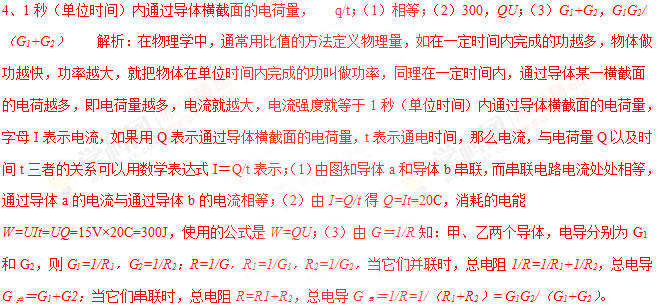 4、1 秒（单位时间）内通过导体横截面的电荷量， q/t；（1）相等；（2）300，QU；（3）G1+G2，G1G2/
（G1+G2） 解析：在物理学中，通常用比值的方法定义物理量，如在一定时间内完成的功越多，物体做
功越快，功率越大，就把物体在单位时间内完成的功叫做功率，同理在一定时间内，通过导体某一横截面
的电荷越多，即电荷量越多，电流就越大，电流强度就等于 1 秒（单位时间）内通过导体横截面的电荷量，
字母 I 表示电流，如果用 Q 表示通过导体横截面的电荷量，t 表示通电时间，那么电流，与电荷量 Q 以及时
间 t 三者的关系可以用数学表达式 I＝Q/t 表示；（1）由图知导体 a 和导体 b 串联，而串联电路电流处处相等，
通过导体 a 的电流与通过导体 b 的电流相等；（2）由 I=Q/t 得 Q=It=20C，消耗的电能
W=UIt=UQ=15V×20C=300J，使用的公式是 W=QU；（3）由 G＝1/R 知：甲、乙两个导体，电导分别为 G1
和 G2，则 G1=1/R1，G2=1/R2；R=1/G，R1=1/G1，R2=1/G2，当它们并联时，总电阻 1/R=1/R1+1/R2，总电导
G并＝G1+G2；当它们串联时，总电阻 R=R1+R2，总电导 G串＝1/R=1/（R1+R2）＝G1G2/（G1+G2）。